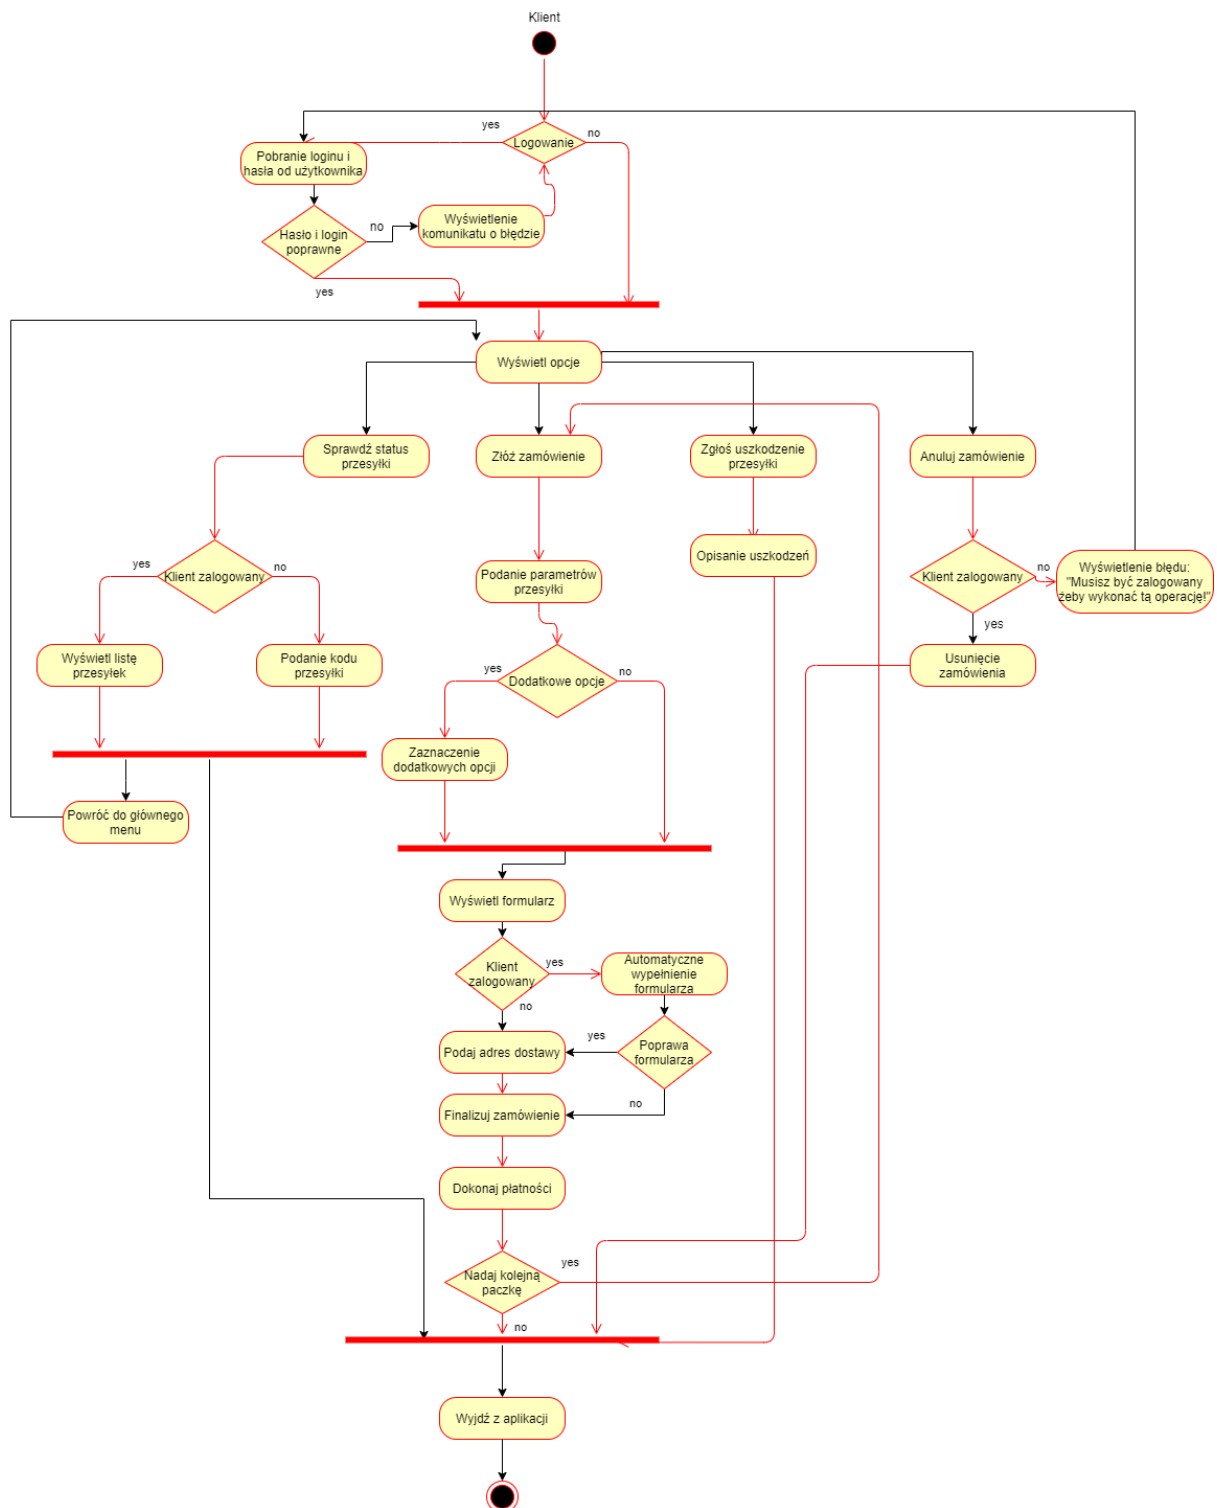 Klient
yes
Logowanie
no
Pobranie loginu i
hasła od użytkownika
Hasło i login
poprawne
no
Wyświetlenie
komunikatu o błędzie
yes
Wyświetl opcje
Sprawdź status
przesyłki
Złóż zamówienie
Zgłoś uszkodzenie
przesyłki
Anuluj zamówienie
Opisanie uszkodzeń
yes
Klient zalogowany
no
Podanie parametrów
przesyłki
Klient zalogowany
no
Wyświetlenie błędu:
"Musisz być zalogowany
żeby wykonać tą operację!"
yes
Wyświetl listę
przesyłek
Podanie kodu
przesyłki
yes
Dodatkowe opcje
no
Usunięcie
zamówienia
Zaznaczenie
dodatkowych opcji
Powróć do głównego
menu
Wyświetl formularz
Klient
zalogowany
yes
Automatyczne
wypełnienie
formularza
no
Podaj adres dostawy
yes
Poprawa
formularza
Finalizuj zamówienie
no
Dokonaj płatności
Nadaj kolejną
paczkę
yes
no
Wyjdź z aplikacji